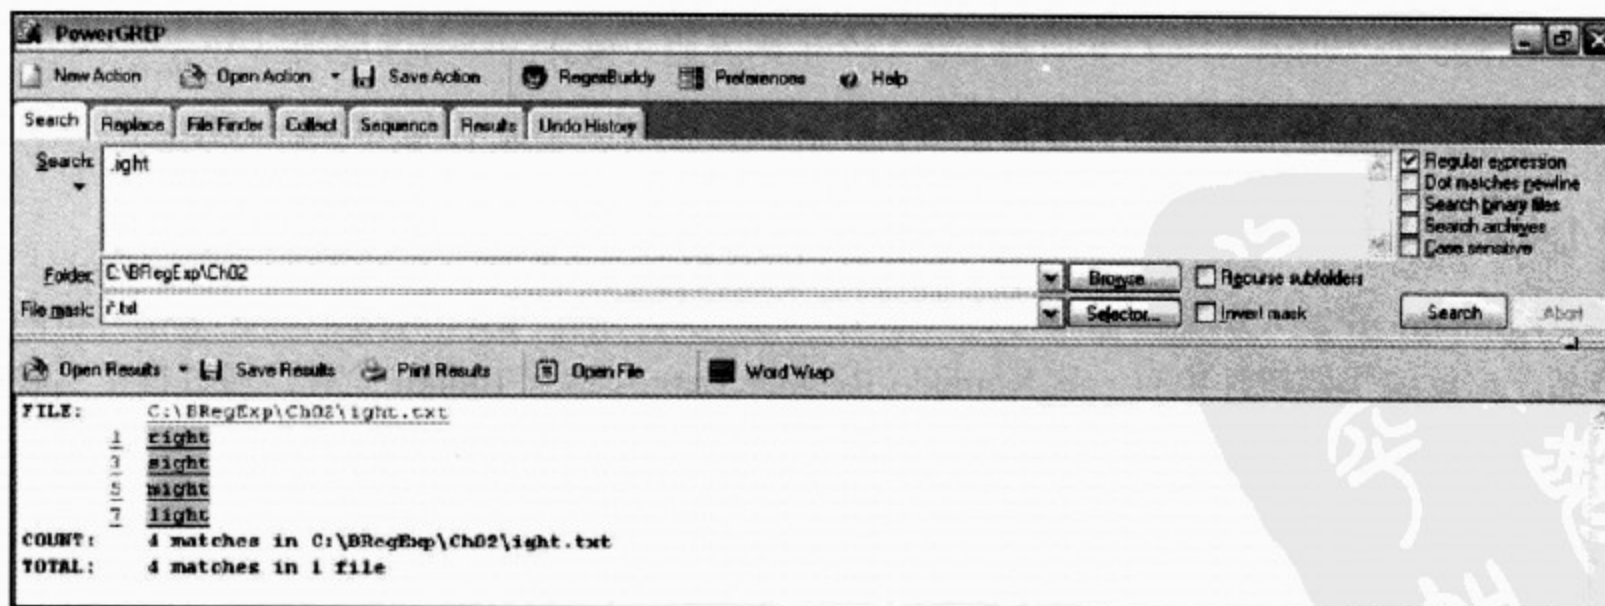 PowerGREP
New Action Open Action Save Action RegexBuddy Preferences Help
Search Replace File Finder Collect Sequence Results Undo History
Search: .ight
Regular expression
Dot matches newline
Search binary files
Search archives
Case sensitive
Folder: C:\BRegExp\Ch02 Browse... Recurse subfolders
File mask: Selector... Invert mask Search Abort
Open Results Save Results Print Results Open File Word Wrap
FILE: C:\BRegExp\Ch02\ight.txt
1 right
3 sight
5 might
7 light
COUNT: 4 matches in C:\BRegExp\Ch02\ight.txt
TOTAL: 4 matches in 1 file